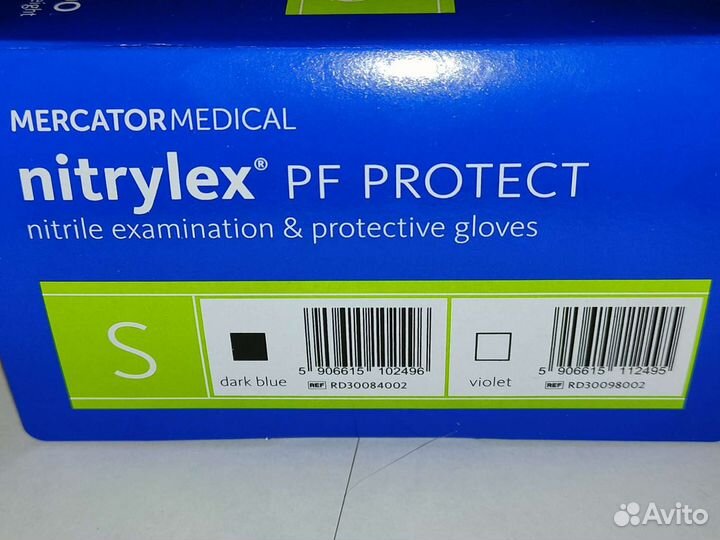 MERCATOR MEDICAL
nitrylex® PF PROTECT
nitrile examination & protective gloves
S
dark blue
5 906615 102496
REF RD30084002
violet
5 906615 112495
REF RD30098002
Avito